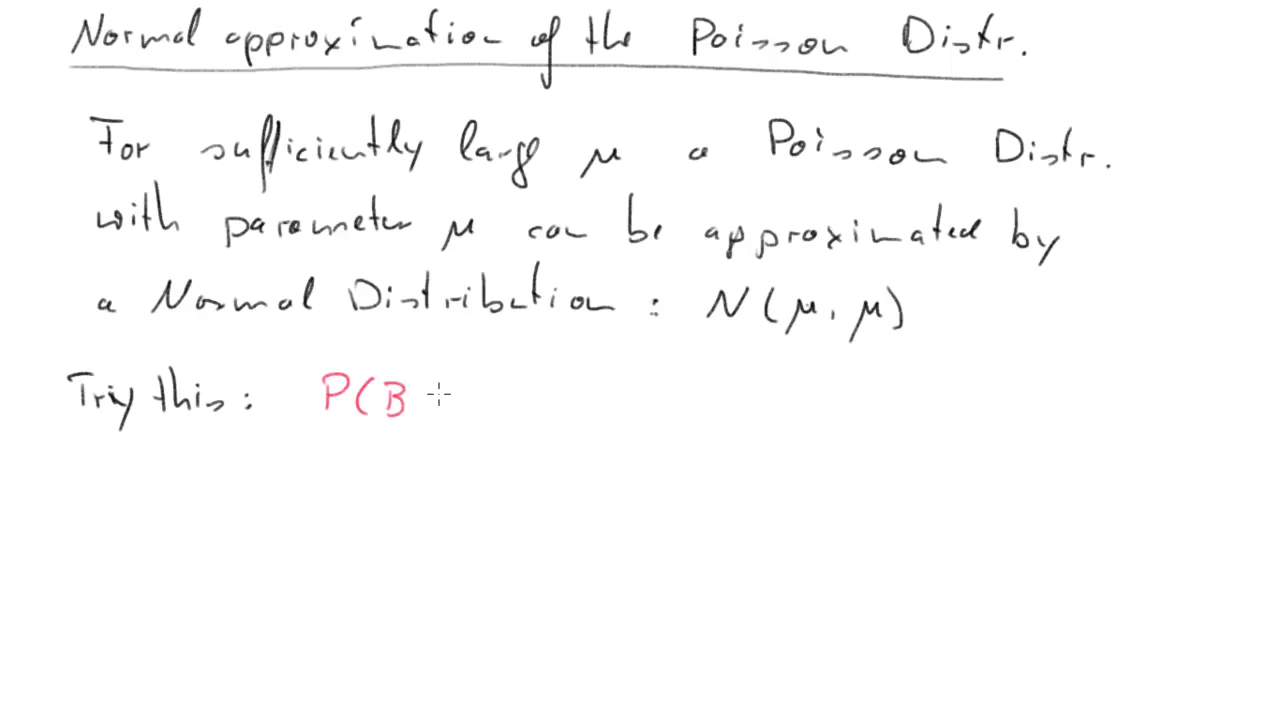 Normal approximation of the Poisson Distr.
For sufficiently large μ a Poisson Distr.
with parameter μ can be approximated by
a Normal Distribution : N(μ, μ)
Try this : P(B